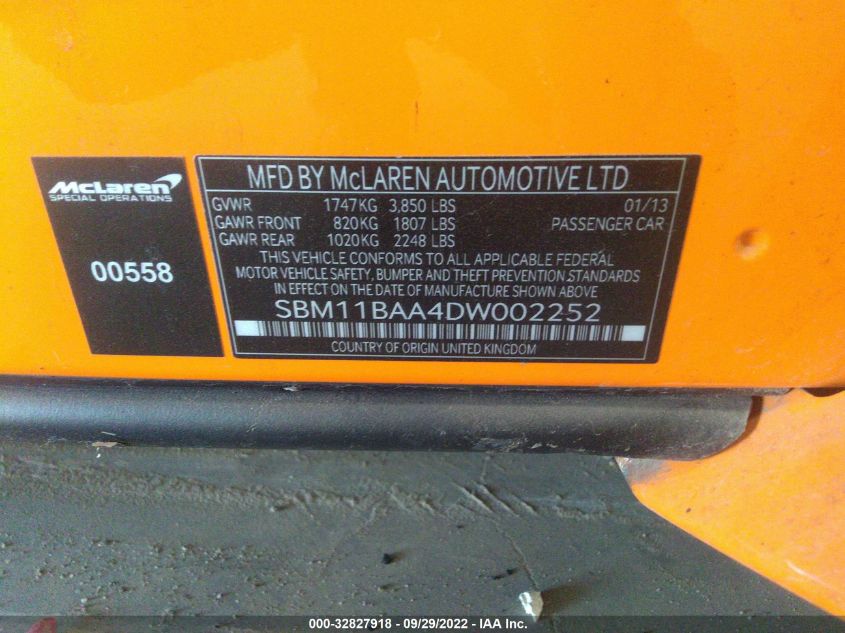 McLaren
SPECIAL OPERATIONS
00558
MFD BY McLAREN AUTOMOTIVE LTD
GVWR 1747KG 3,850 LBS 01/13
GAWR FRONT 820KG 1807 LBS PASSENGER CAR
GAWR REAR 1020KG 2248 LBS
THIS VEHICLE CONFORMS TO ALL APPLICABLE FEDERAL
MOTOR VEHICLE SAFETY, BUMPER AND THEFT PREVENTION STANDARDS
IN EFFECT ON THE DATE OF MANUFACTURE SHOWN ABOVE
SBM11BAA4DW002252
COUNTRY OF ORIGIN UNITED KINGDOM
000-32827918 - 09/29/2022 - IAA Inc.